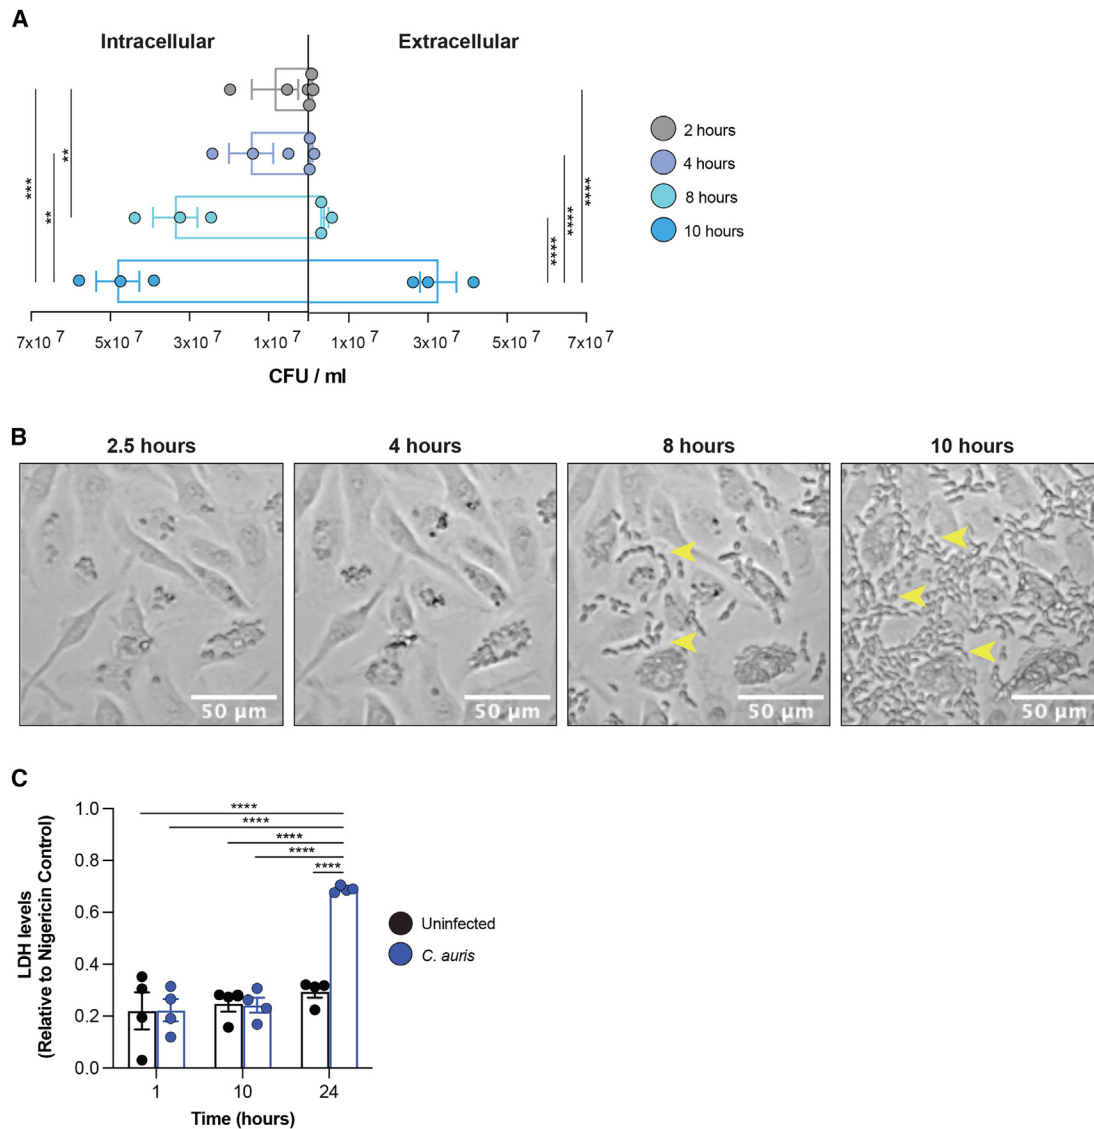 A
Intracellular
Extracellular
***
**
**
****
****
****
2 hours
4 hours
8 hours
10 hours
7x10 7
5x10 7
3x10 7
1x10 7
1x10 7
3x10 7
5x10 7
7x10 7
CFU / ml
B
2.5 hours
4 hours
8 hours
10 hours
50 µm
50 µm
50 µm
50 µm
C
LDH levels
(Relative to Nigericin Control)
1.0
0.8
0.6
0.4
0.2
0.0
****
****
****
****
****
Uninfected
C. auris
1
10
24
Time (hours)